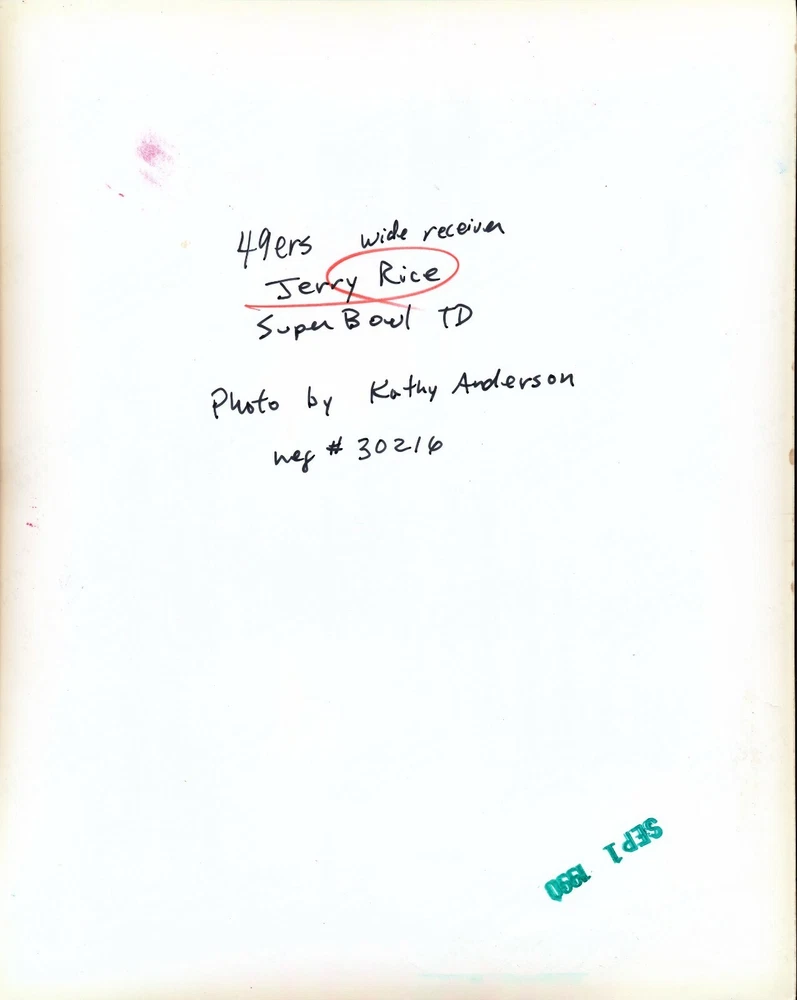 49ers wide receiver
Jerry Rice
Super Bowl TD
Photo by Kathy Anderson
neg # 30216
SEP 1 1990